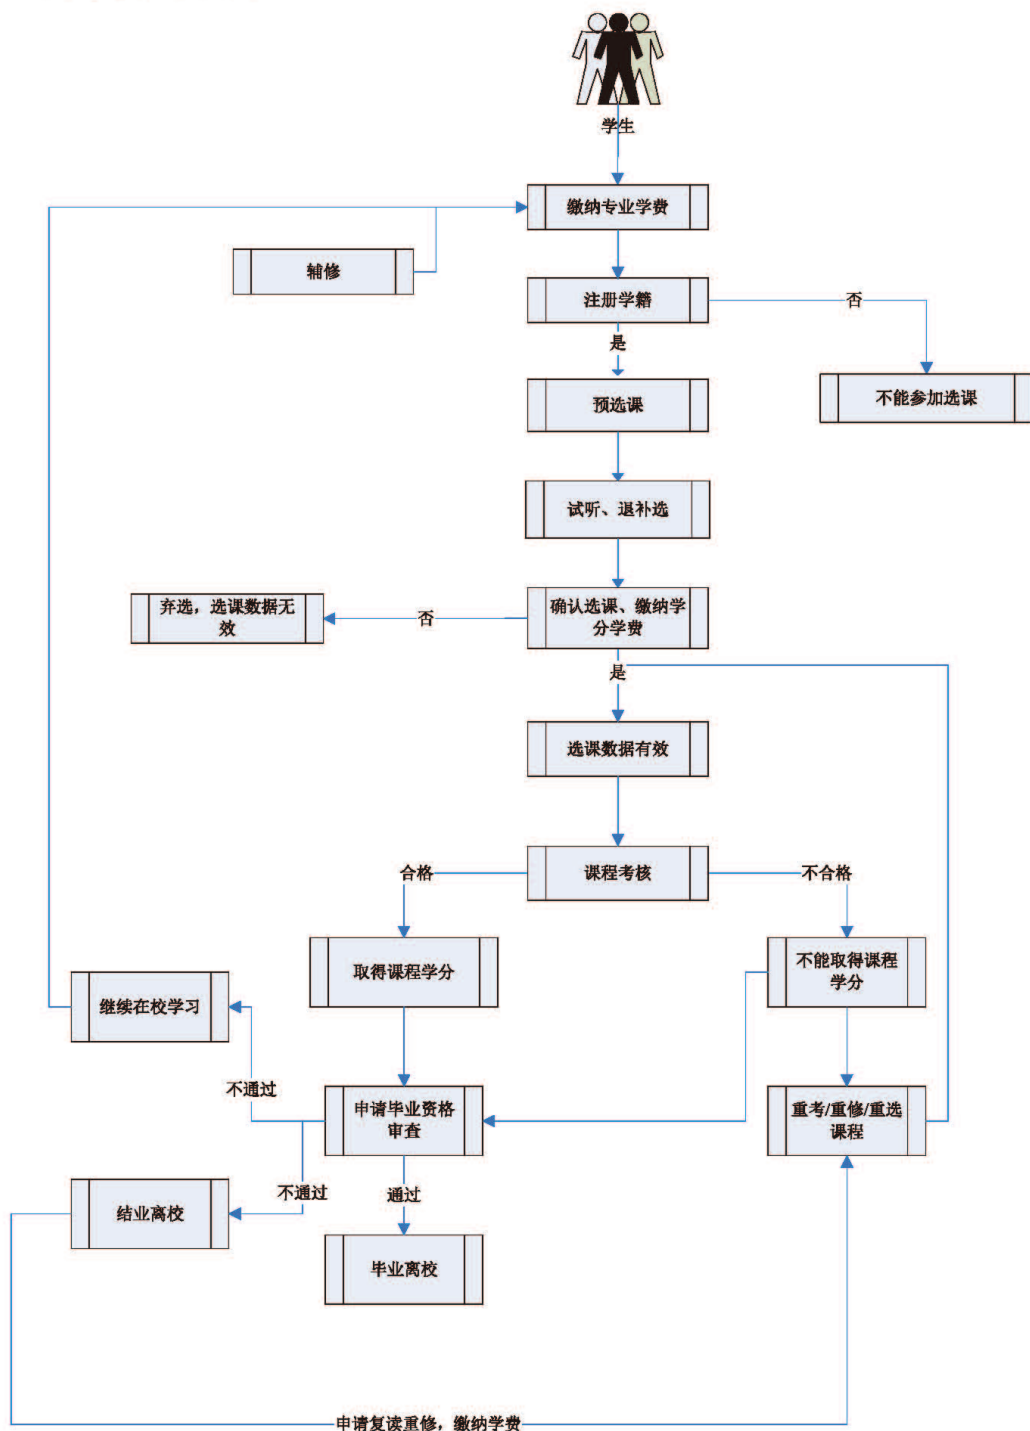 学生
缴纳专业学费
辅修
注册学籍
否
是
预选课
不能参加选课
试听、退补选
弃选，选课数据无
效
否
确认选课、缴纳学
分学费
是
选课数据有效
合格
课程考核
不合格
继续在校学习
取得课程学分
不能取得课程
学分
不通过
申请毕业资格
审查
重考/重修/重选
课程
不通过
通过
结业离校
毕业离校
申请复读重修，缴纳学费